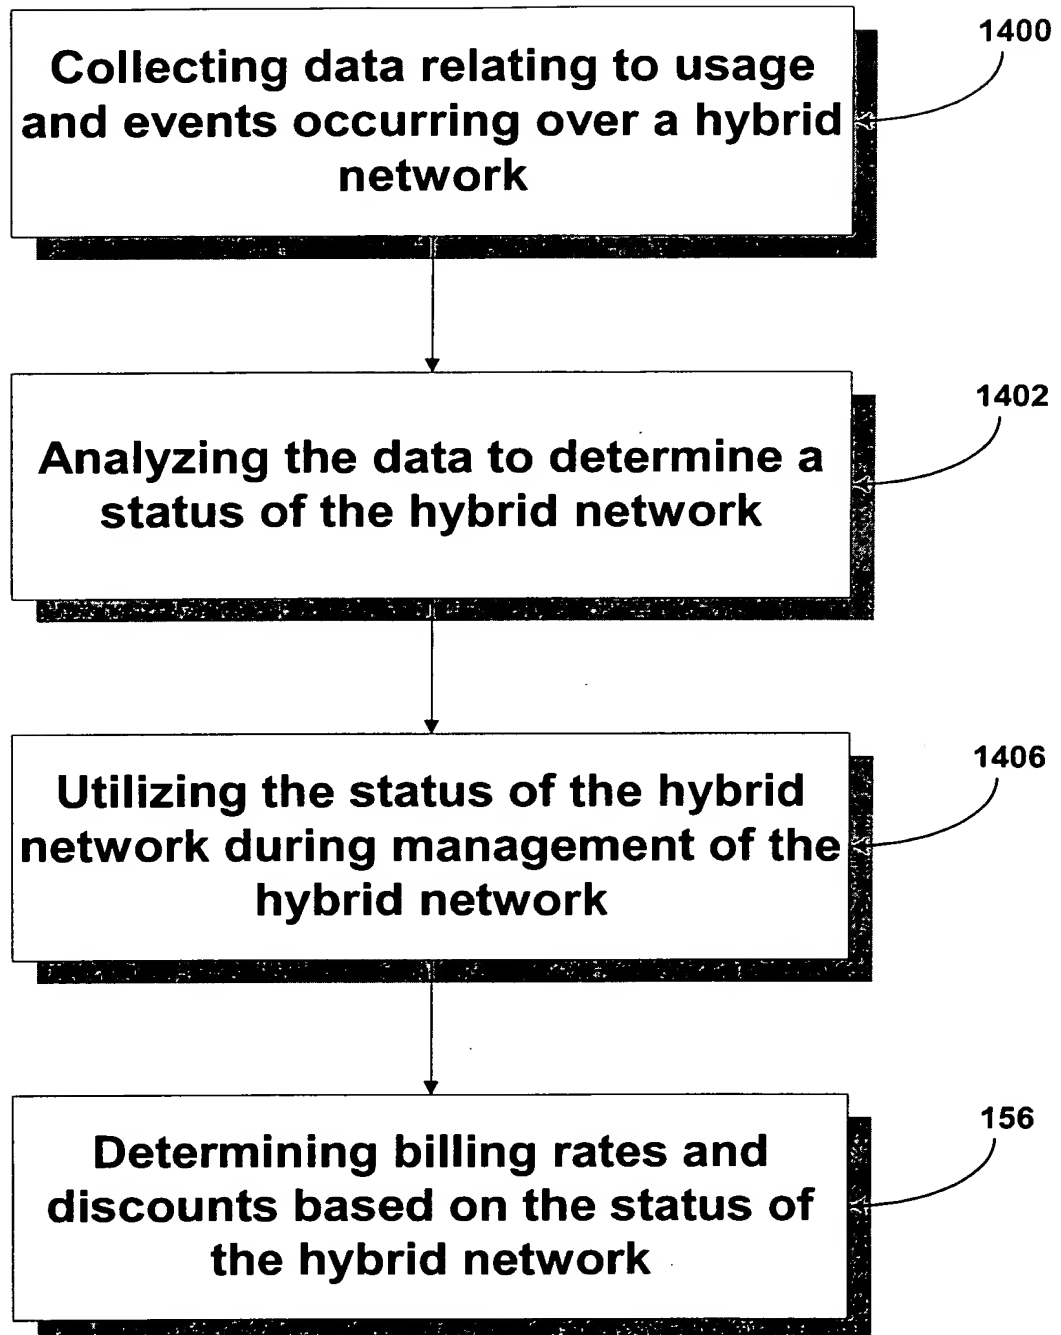 1400
Collecting data relating to usage
and events occurring over a hybrid
network
1402
Analyzing the data to determine a
status of the hybrid network
1406
Utilizing the status of the hybrid
network during management of the
hybrid network
156
Determining billing rates and
discounts based on the status of
the hybrid network